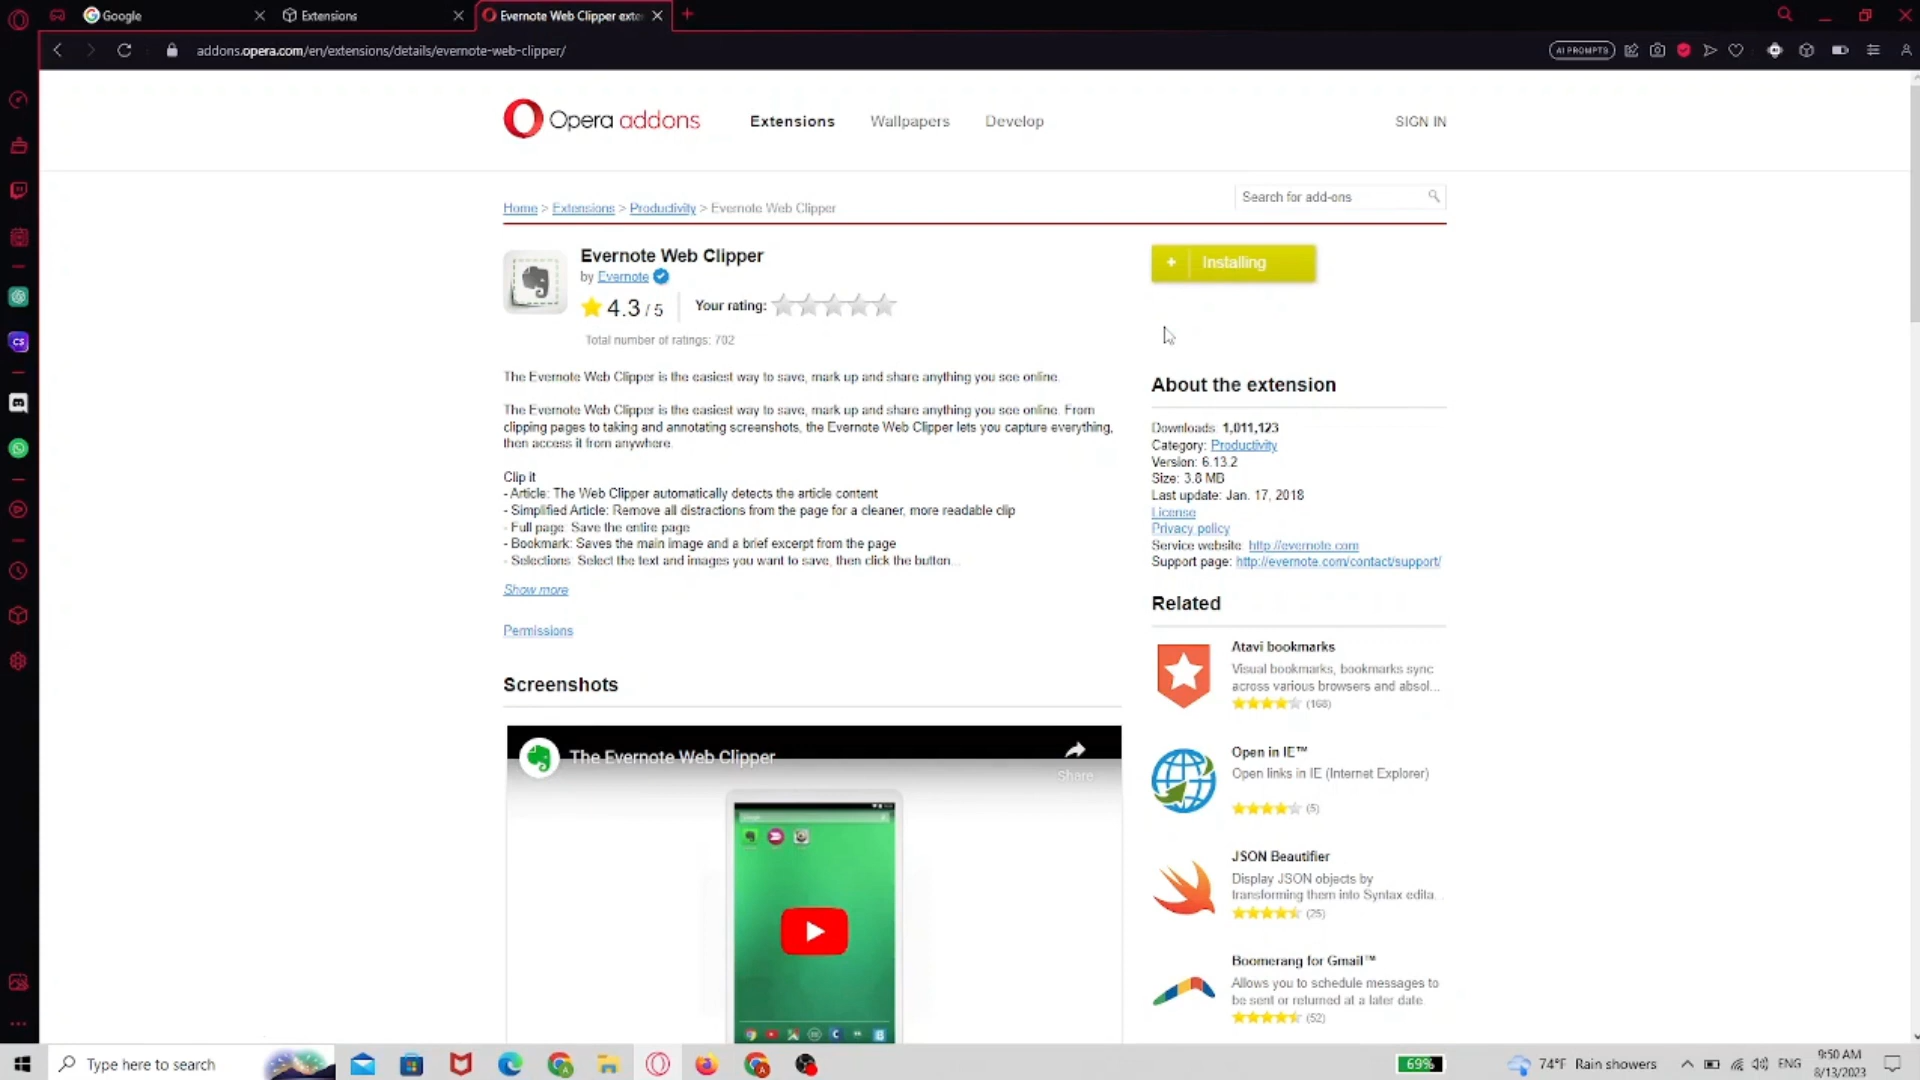 Google
Extensions
Evernote Web Clipper exte
addons.opera.com/en/extensions/details/evernote-web-clipper/
AI PROMPTS
Opera addons
Extensions
Wallpapers
Develop
SIGN IN
Home > Extensions > Productivity > Evernote Web Clipper
Search for add-ons
Evernote Web Clipper
by Evernote
4.3 / 5
Your rating:
Total number of ratings: 702
+ Installing
The Evernote Web Clipper is the easiest way to save, mark up and share anything you see online.
The Evernote Web Clipper is the easiest way to save, mark up and share anything you see online. From
clipping pages to taking and annotating screenshots, the Evernote Web Clipper lets you capture everything,
then access it from anywhere.
Clip it
- Article: The Web Clipper automatically detects the article content
- Simplified Article: Remove all distractions from the page for a cleaner, more readable clip
- Full page: Save the entire page
- Bookmark: Saves the main image and a brief excerpt from the page
- Selections: Select the text and images you want to save, then click the button...
Show more
Permissions
Screenshots
The Evernote Web Clipper
Share
About the extension
Downloads: 1,011,123
Category: Productivity
Version: 6.13.2
Size: 3.8 MB
Last update: Jan. 17, 2018
License
Privacy policy
Service website: http://evernote.com
Support page: http://evernote.com/contact/support/
Related
Atavi bookmarks
Visual bookmarks, bookmarks sync
across various browsers and absol...
(168)
Open in IE™
Open links in IE (Internet Explorer)
(5)
JSON Beautifier
Display JSON objects by
transforming them into Syntax edita...
(25)
Boomerang for Gmail™
Allows you to schedule messages to
be sent or returned at a later date.
(52)
CS
Type here to search
69%
74°F Rain showers
ENG
9:50 AM
8/13/2023